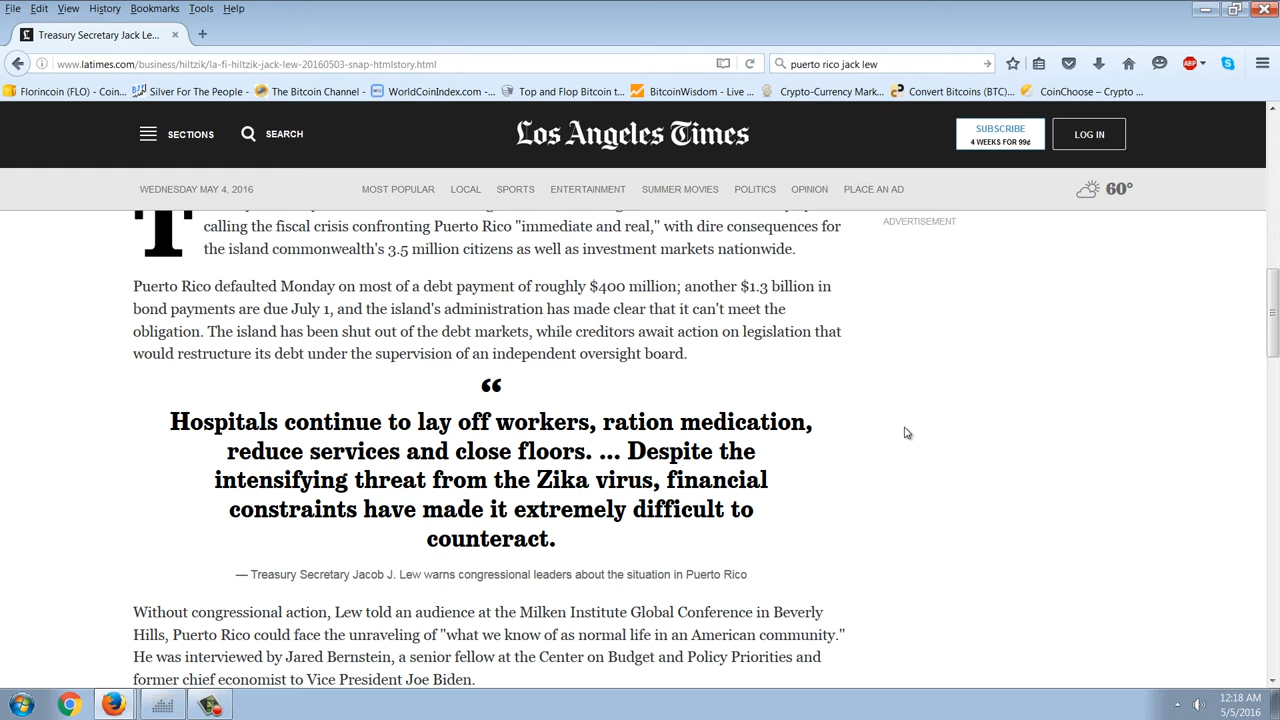 File Edit View History Bookmarks Tools Help
Treasury Secretary Jack Le...
www.latimes.com/business/hiltzik/la-fi-hiltzik-jack-lew-20160503-snap-htmlstory.html
puerto rico jack lew
Florincoin (FLO) - Coin... Silver For The People - The Bitcoin Channel - WorldCoinIndex.com -... Top and Flop Bitcoin t... BitcoinWisdom - Live ... Crypto-Currency Mark... Convert Bitcoins (BTC)... CoinChoose – Crypto ...
SECTIONS SEARCH Los Angeles Times SUBSCRIBE LOG IN
4 WEEKS FOR 99¢
WEDNESDAY MAY 4, 2016 MOST POPULAR LOCAL SPORTS ENTERTAINMENT SUMMER MOVIES POLITICS OPINION PLACE AN AD 60°
ADVERTISEMENT
T calling the fiscal crisis confronting Puerto Rico "immediate and real," with dire consequences for
the island commonwealth's 3.5 million citizens as well as investment markets nationwide.
Puerto Rico defaulted Monday on most of a debt payment of roughly $400 million; another $1.3 billion in
bond payments are due July 1, and the island's administration has made clear that it can't meet the
obligation. The island has been shut out of the debt markets, while creditors await action on legislation that
would restructure its debt under the supervision of an independent oversight board.
“
Hospitals continue to lay off workers, ration medication,
reduce services and close floors. ... Despite the
intensifying threat from the Zika virus, financial
constraints have made it extremely difficult to
counteract.
— Treasury Secretary Jacob J. Lew warns congressional leaders about the situation in Puerto Rico
Without congressional action, Lew told an audience at the Milken Institute Global Conference in Beverly
Hills, Puerto Rico could face the unraveling of "what we know of as normal life in an American community."
He was interviewed by Jared Bernstein, a senior fellow at the Center on Budget and Policy Priorities and
former chief economist to Vice President Joe Biden.
12:18 AM
5/5/2016